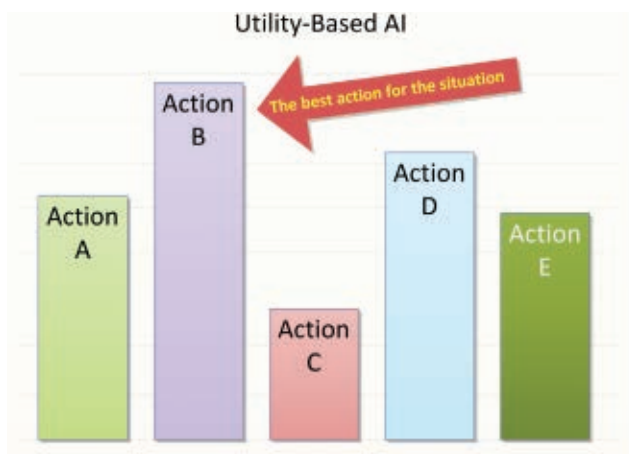 Utility-Based AI
The best action for the situation
Action
A
Action
B
Action
C
Action
D
Action
E